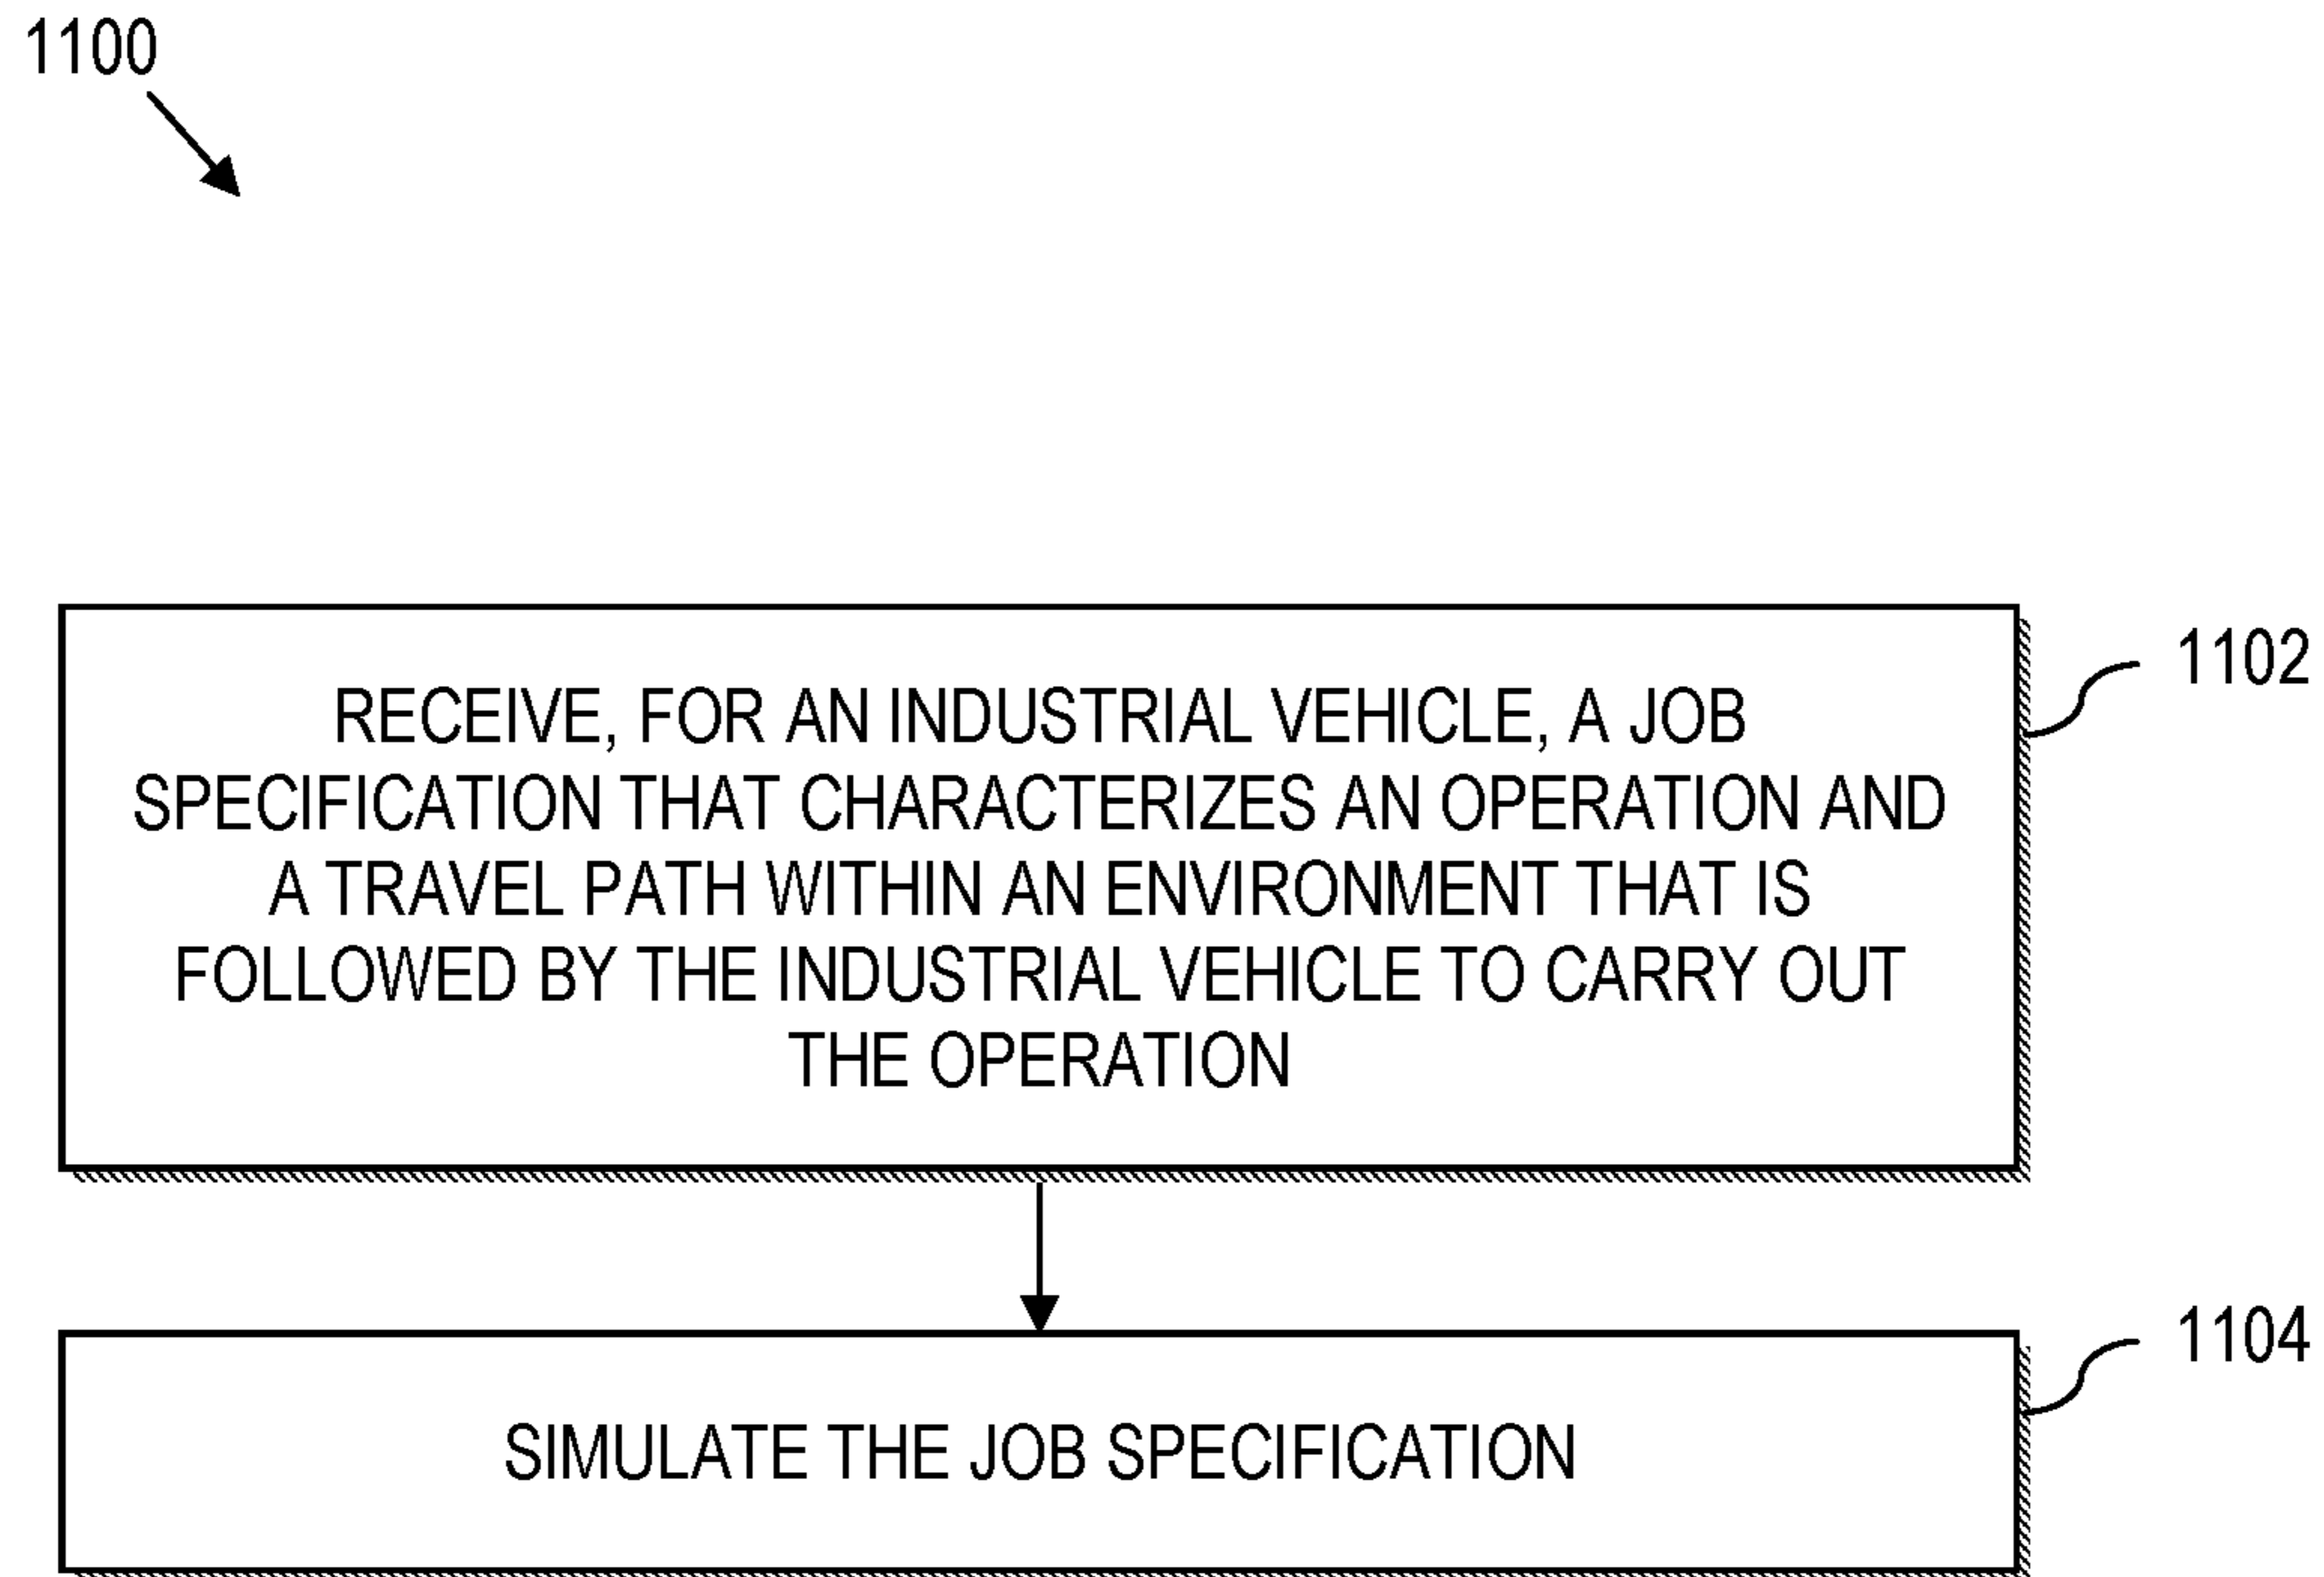 1100
RECEIVE, FOR AN INDUSTRIAL VEHICLE, A JOB
SPECIFICATION THAT CHARACTERIZES AN OPERATION AND
A TRAVEL PATH WITHIN AN ENVIRONMENT THAT IS
FOLLOWED BY THE INDUSTRIAL VEHICLE TO CARRY OUT
THE OPERATION
1102
SIMULATE THE JOB SPECIFICATION
1104